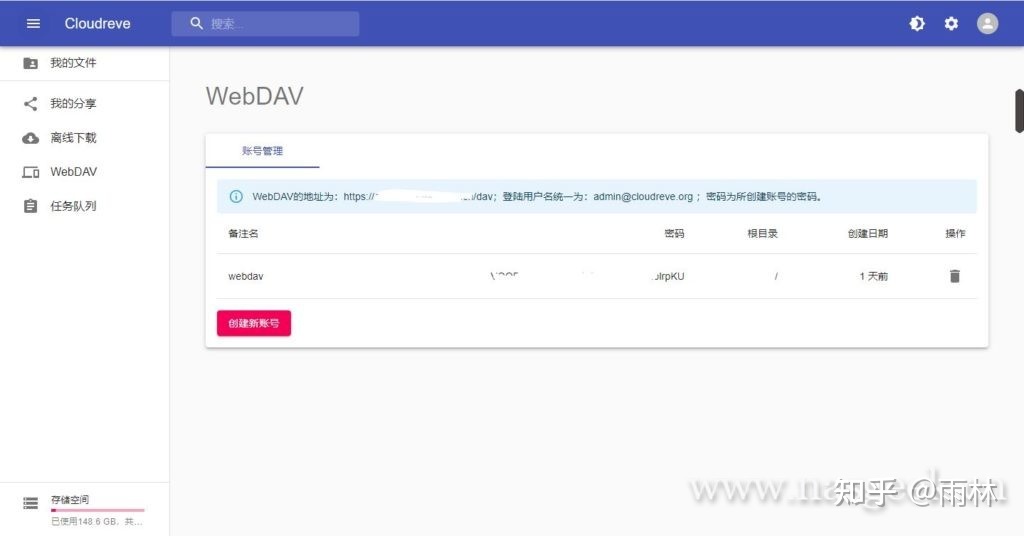 Cloudreve
搜索...
我的文件
我的分享
离线下载
WebDAV
任务队列
WebDAV
账号管理
WebDAV的地址为：https:// /dav；登陆用户名统一为：admin@cloudreve.org ；密码为所创建账号的密码。
备注名 密码 根目录 创建日期 操作
webdav IrpKU / 1 天前
创建新账号
存储空间
已使用148.6 GB，共...
知乎 @雨林